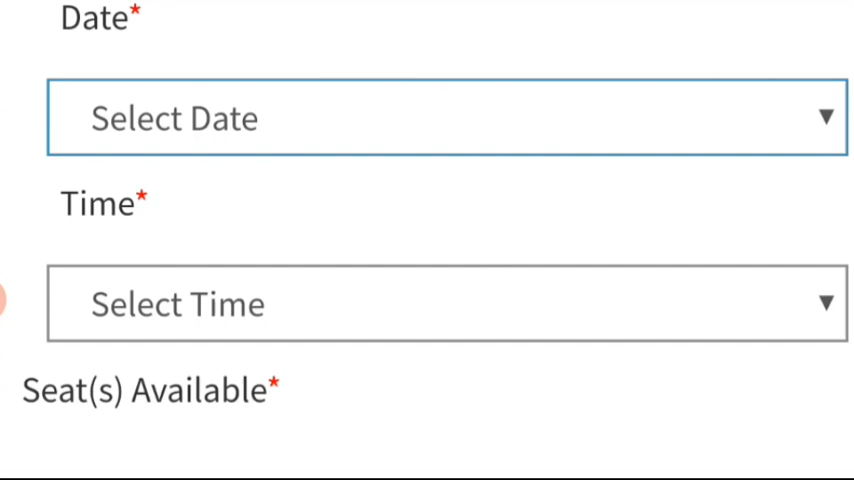 Date*
Select Date
Time*
Select Time
Seat(s) Available*